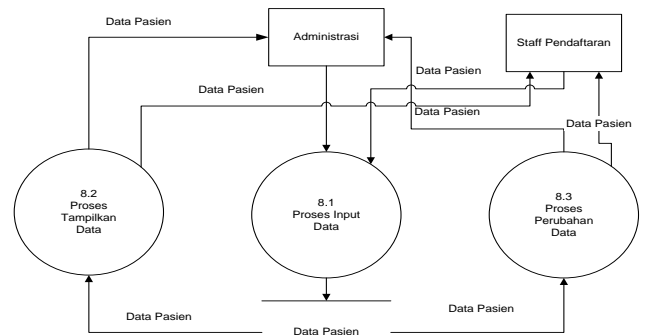 Data Pasien
Administrasi
Staff Pendaftaran
Data Pasien
Data Pasien
Data Pasien
Data Pasien
8.2
Proses
Tampilkan
Data
8.1
Proses Input
Data
8.3
Proses
Perubahan
Data
Data Pasien
Data Pasien
Data Pasien